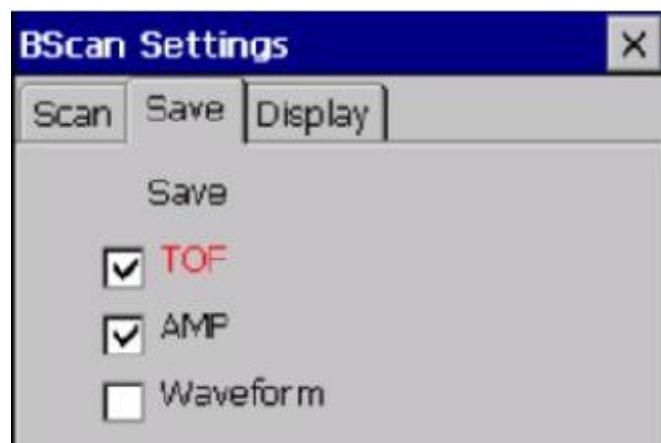 BScan Settings
Scan Save Display
Save
TOF
AMP
Waveform